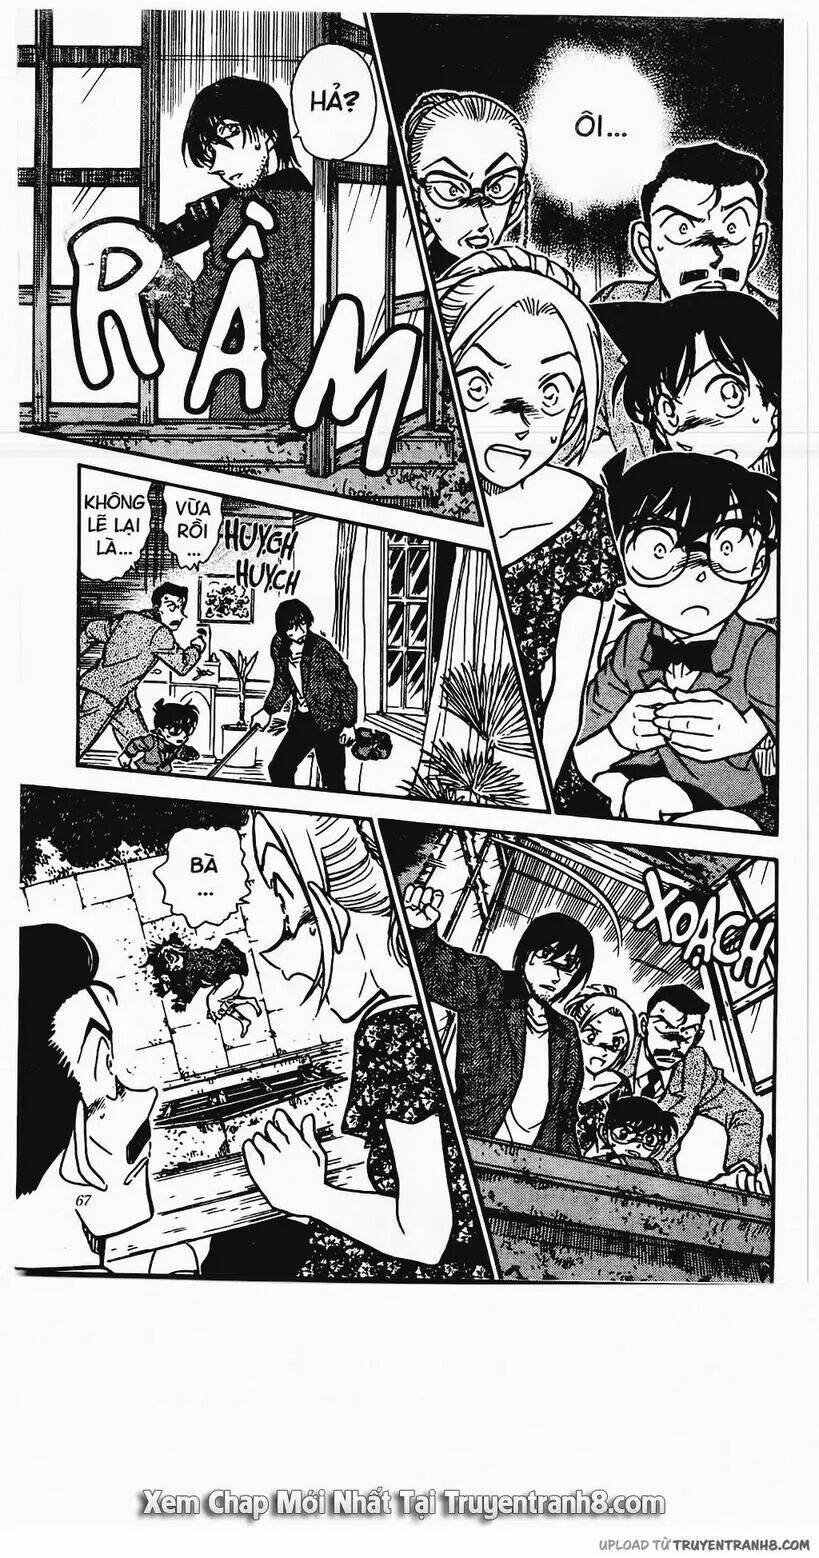 ÔI...
HẢ?
RẦM
VỪA
RỒI
...
KHÔNG
LẼ LẠI
LÀ...
HUỴCH
HUỴCH
XOẠCH
BÀ
...
67
Xem Chap Mới Nhất Tại Truyentranh8.com
UPLOAD TỪ TRUYENTRANH8.COM